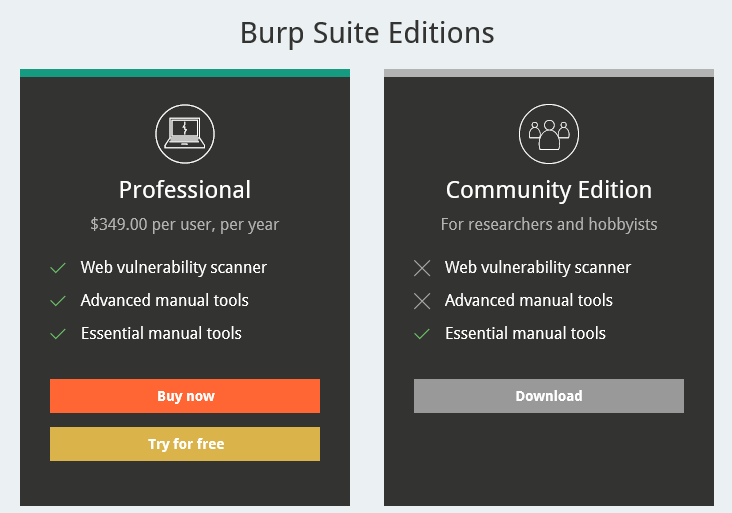 Burp Suite Editions
Professional
$349.00 per user, per year
Web vulnerability scanner
Advanced manual tools
Essential manual tools
Buy now
Try for free
Community Edition
For researchers and hobbyists
Web vulnerability scanner
Advanced manual tools
Essential manual tools
Download